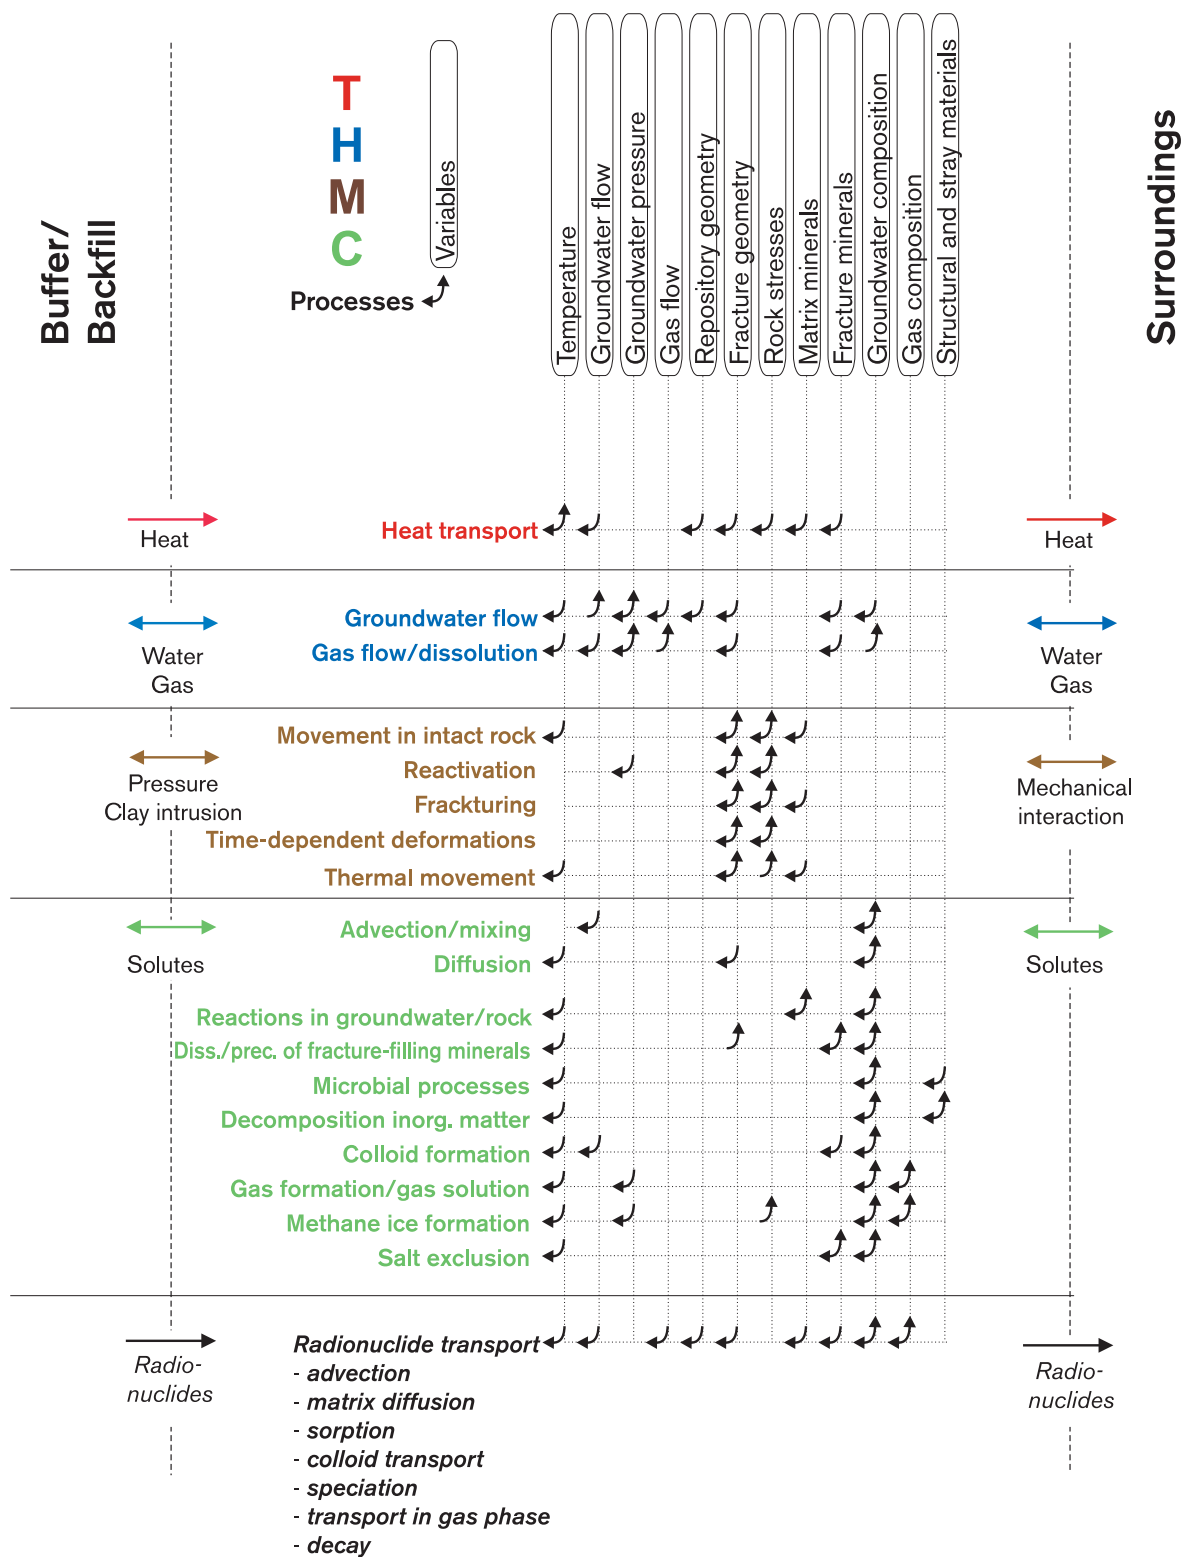 T
H
M
C
Variables
Processes
Buffer/
Backfill
Temperature
Groundwater flow
Groundwater pressure
Gas flow
Repository geometry
Fracture geometry
Rock stresses
Matrix minerals
Fracture minerals
Groundwater composition
Gas composition
Structural and stray materials
Surroundings
Heat
Heat transport
Heat
Water
Gas
Groundwater flow
Gas flow/dissolution
Water
Gas
Pressure
Clay intrusion
Movement in intact rock
Reactivation
Frackturing
Time-dependent deformations
Thermal movement
Mechanical
interaction
Solutes
Advection/mixing
Diffusion
Reactions in groundwater/rock
Diss./prec. of fracture-filling minerals
Microbial processes
Decomposition inorg. matter
Colloid formation
Gas formation/gas solution
Methane ice formation
Salt exclusion
Solutes
Radio-
nuclides
Radionuclide transport
- advection
- matrix diffusion
- sorption
- colloid transport
- speciation
- transport in gas phase
- decay
Radio-
nuclides